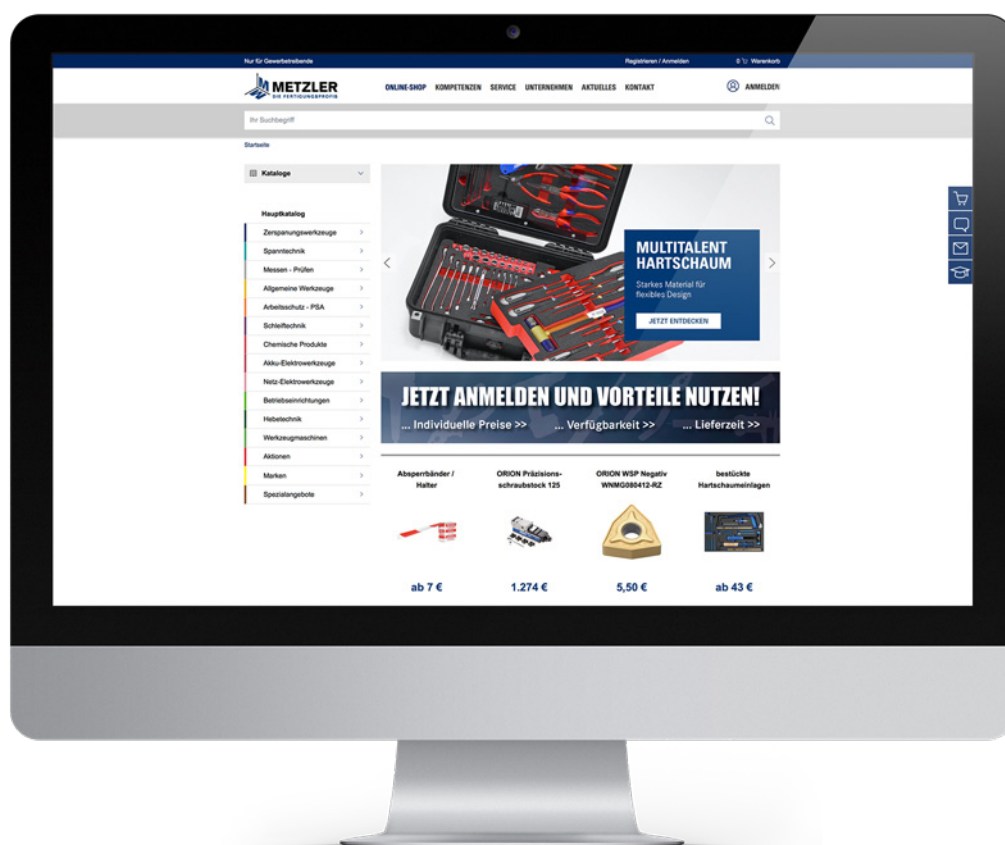 Nur für Gewerbetreibende
Registrieren / Anmelden
0 Warenkorb
METZLER
DIE FERTIGUNGSPROFIS
ONLINE-SHOP KOMPETENZEN SERVICE UNTERNEHMEN AKTUELLES KONTAKT
ANMELDEN
Ihr Suchbegriff
Startseite
Kataloge
Hauptkatalog
Zerspanungswerkzeuge
Spanntechnik
Messen - Prüfen
Allgemeine Werkzeuge
Arbeitsschutz - PSA
Schleiftechnik
Chemische Produkte
Akku-Elektrowerkzeuge
Netz-Elektrowerkzeuge
Betriebseinrichtungen
Hebetechnik
Werkzeugmaschinen
Aktionen
Marken
Spezialangebote
MULTITALENT
HARTSCHAUM
Starkes Material für
flexibles Design
JETZT ENTDECKEN
JETZT ANMELDEN UND VORTEILE NUTZEN!
... Individuelle Preise >> ... Verfügbarkeit >> ... Lieferzeit >>
Absperrbänder /
Halter
ab 7 €
ORION Präzisions-
schraubstock 125
1.274 €
ORION WSP Negativ
WNMG080412-RZ
5,50 €
bestückte
Hartschaumeinlagen
ab 43 €